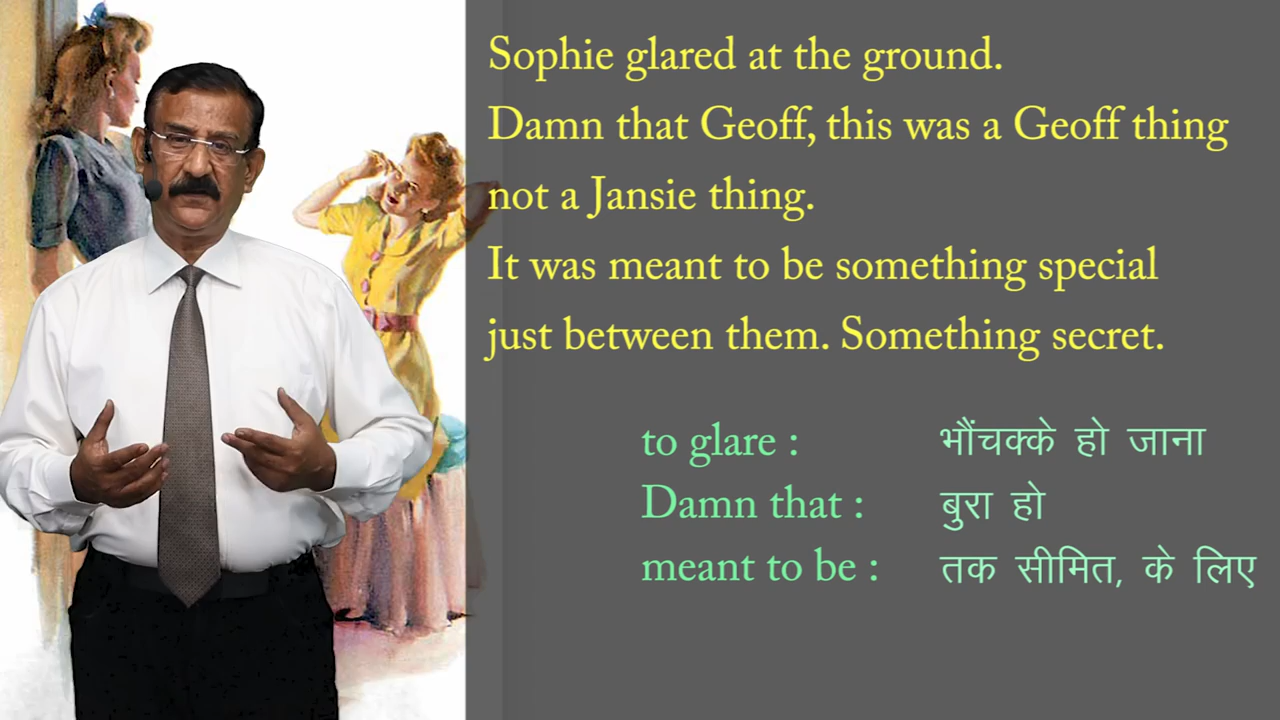 Sophie glared at the ground.
Damn that Geoff, this was a Geoff thing
not a Jansie thing.
It was meant to be something special
just between them. Something secret.
to glare : भौंचक्के हो जाना
Damn that : बुरा हो
meant to be : तक सीमित, के लिए